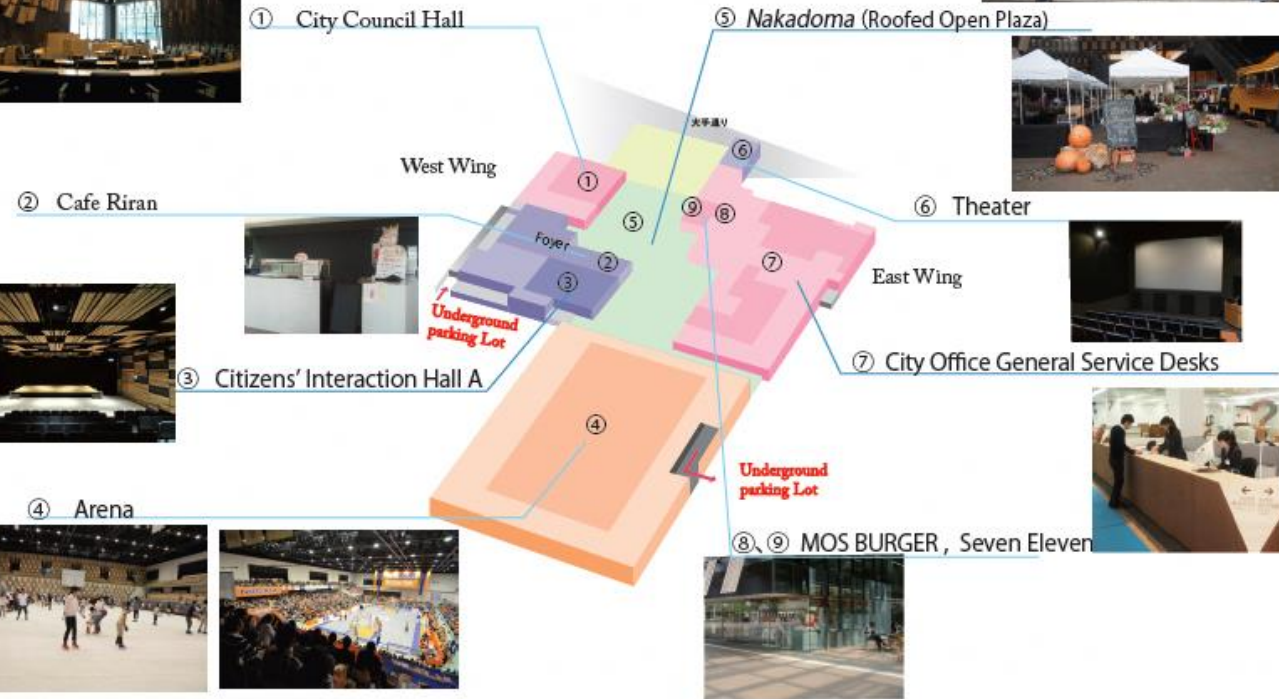 ① City Council Hall
⑤ Nakadoma (Roofed Open Plaza)
大手通り
⑥
West Wing
①
⑨ ⑧
② Cafe Riran
⑤
⑥ Theater
Foyer
②
⑦
③
East Wing
Underground
parking Lot
③ Citizens' Interaction Hall A
⑦ City Office General Service Desks
④
Underground
parking Lot
④ Arena
⑧、⑨ MOS BURGER , Seven Eleven